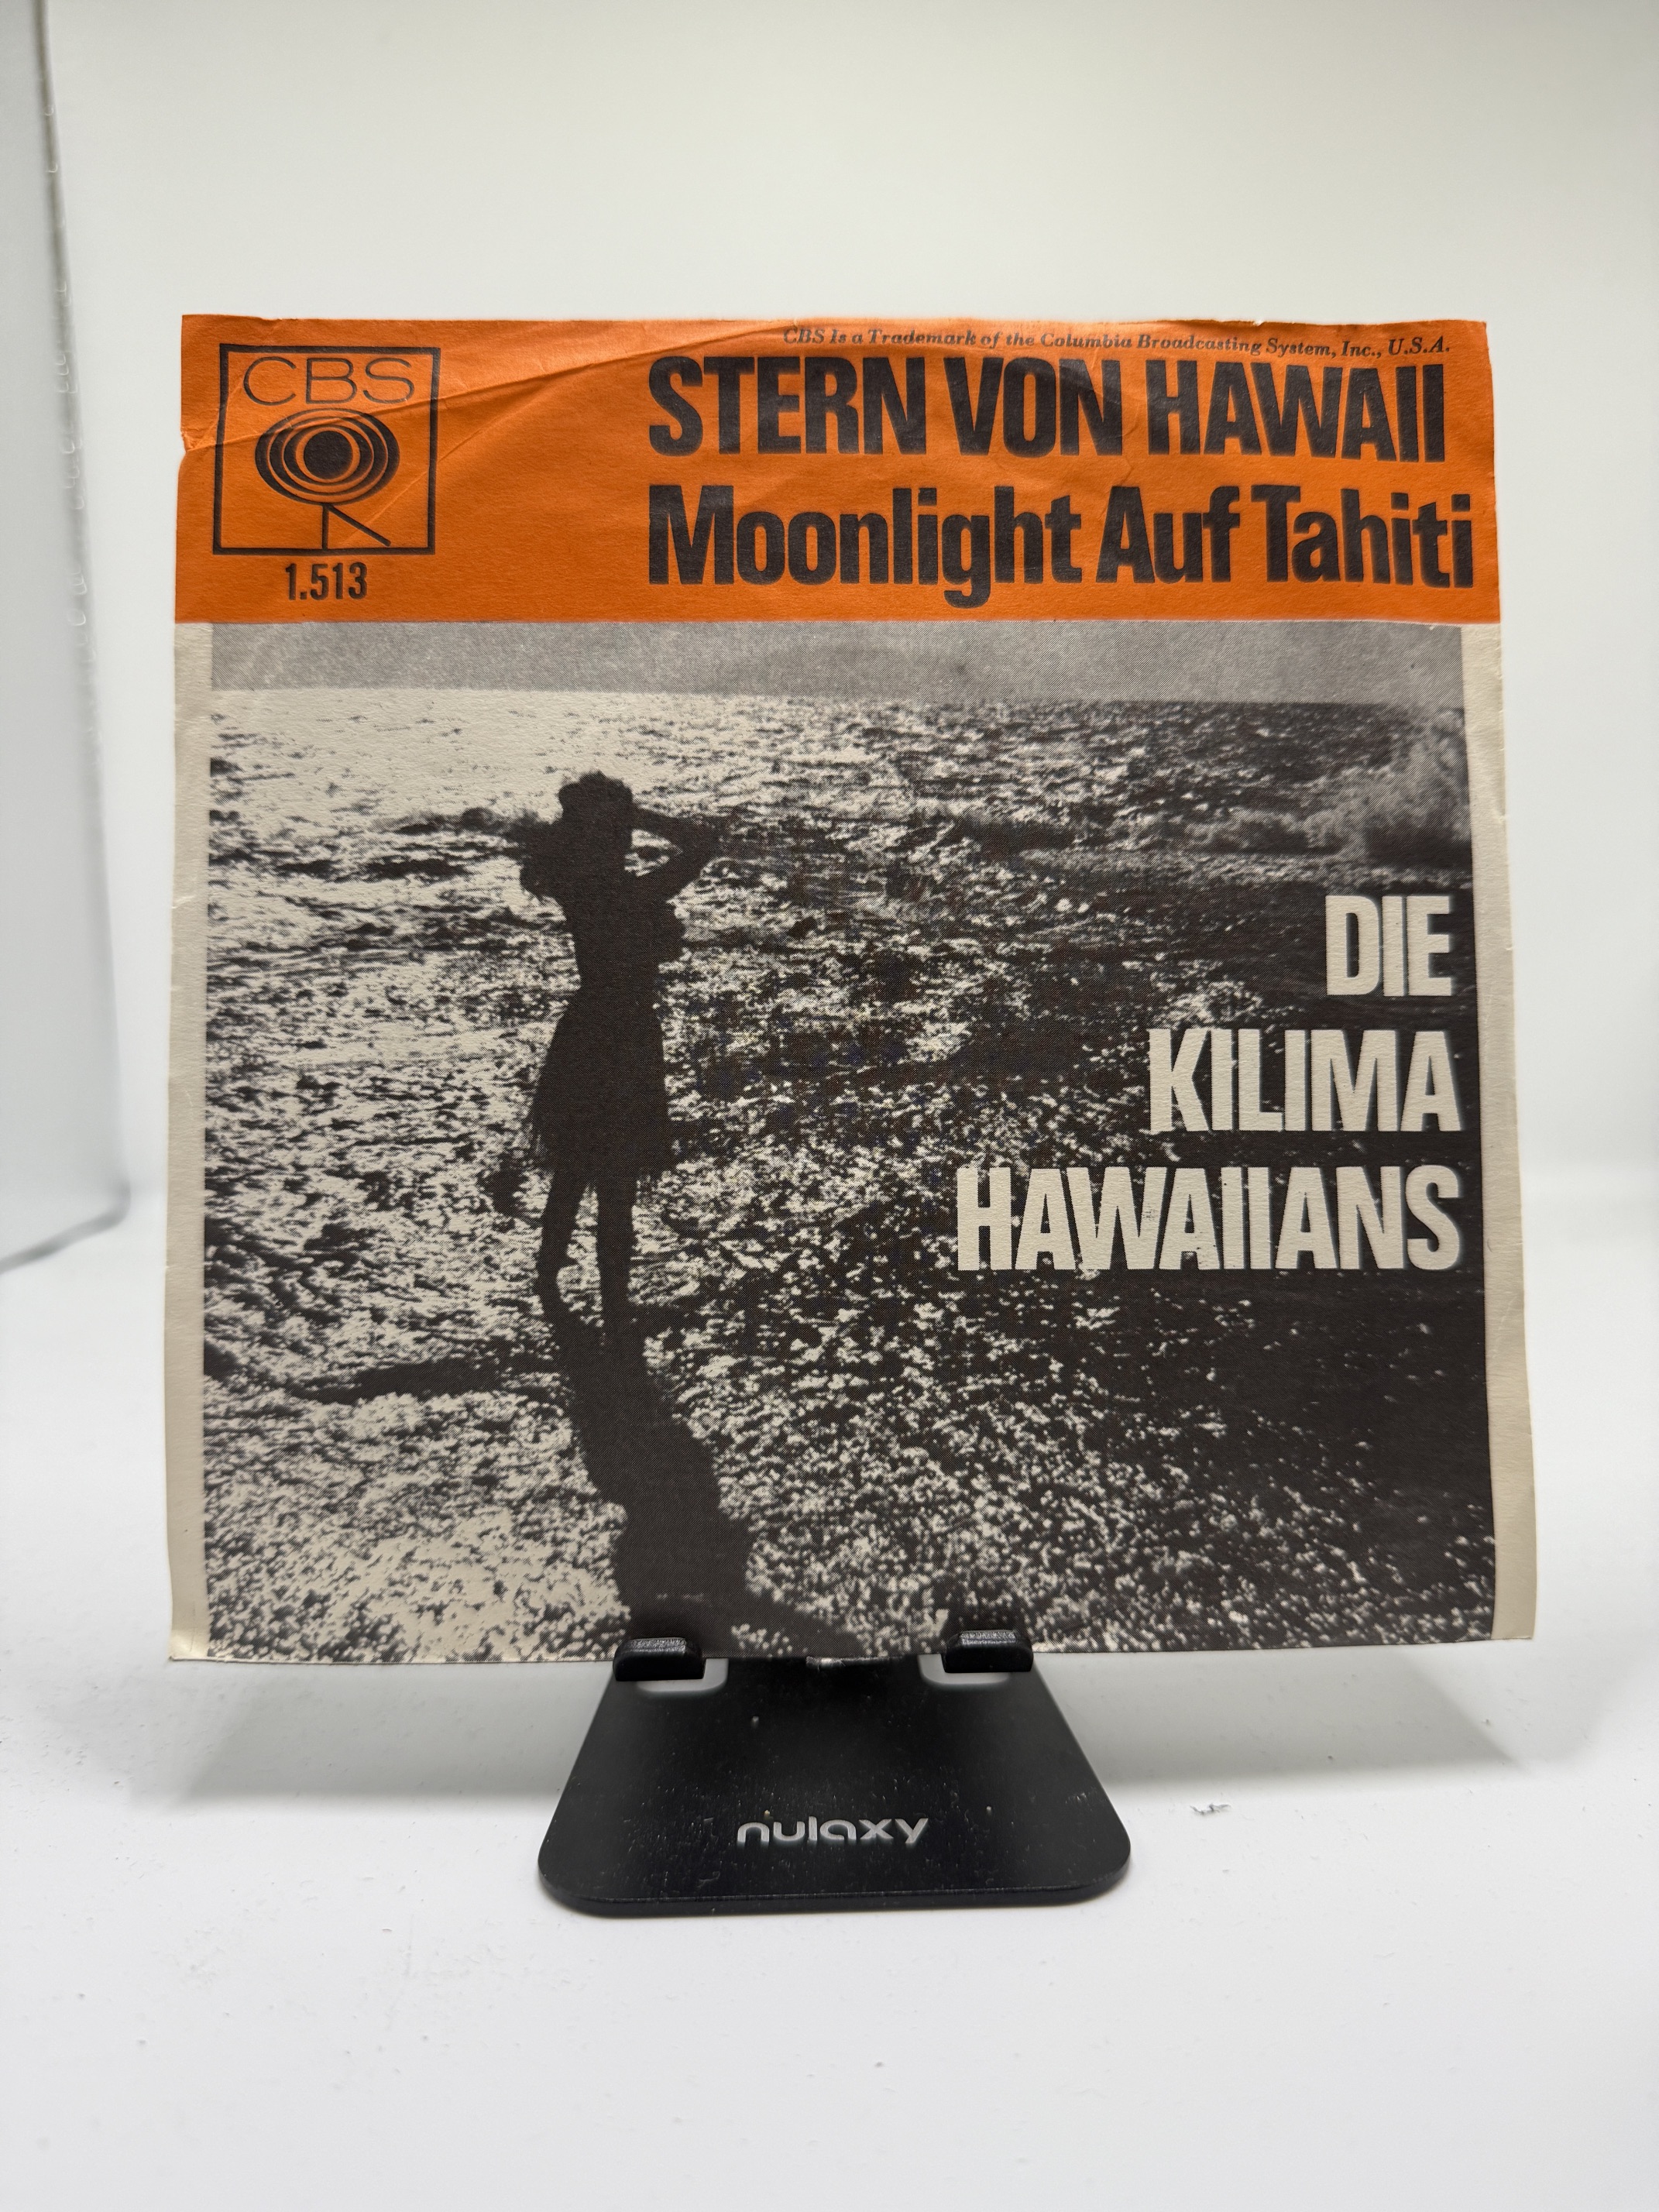 CBS Is a Trademark of the Columbia Broadcasting System, Inc., U.S.A.
CBS
1.513
STERN VON HAWAII
Moonlight Auf Tahiti
DIE
KILIMA
HAWAIIANS
nulaxy